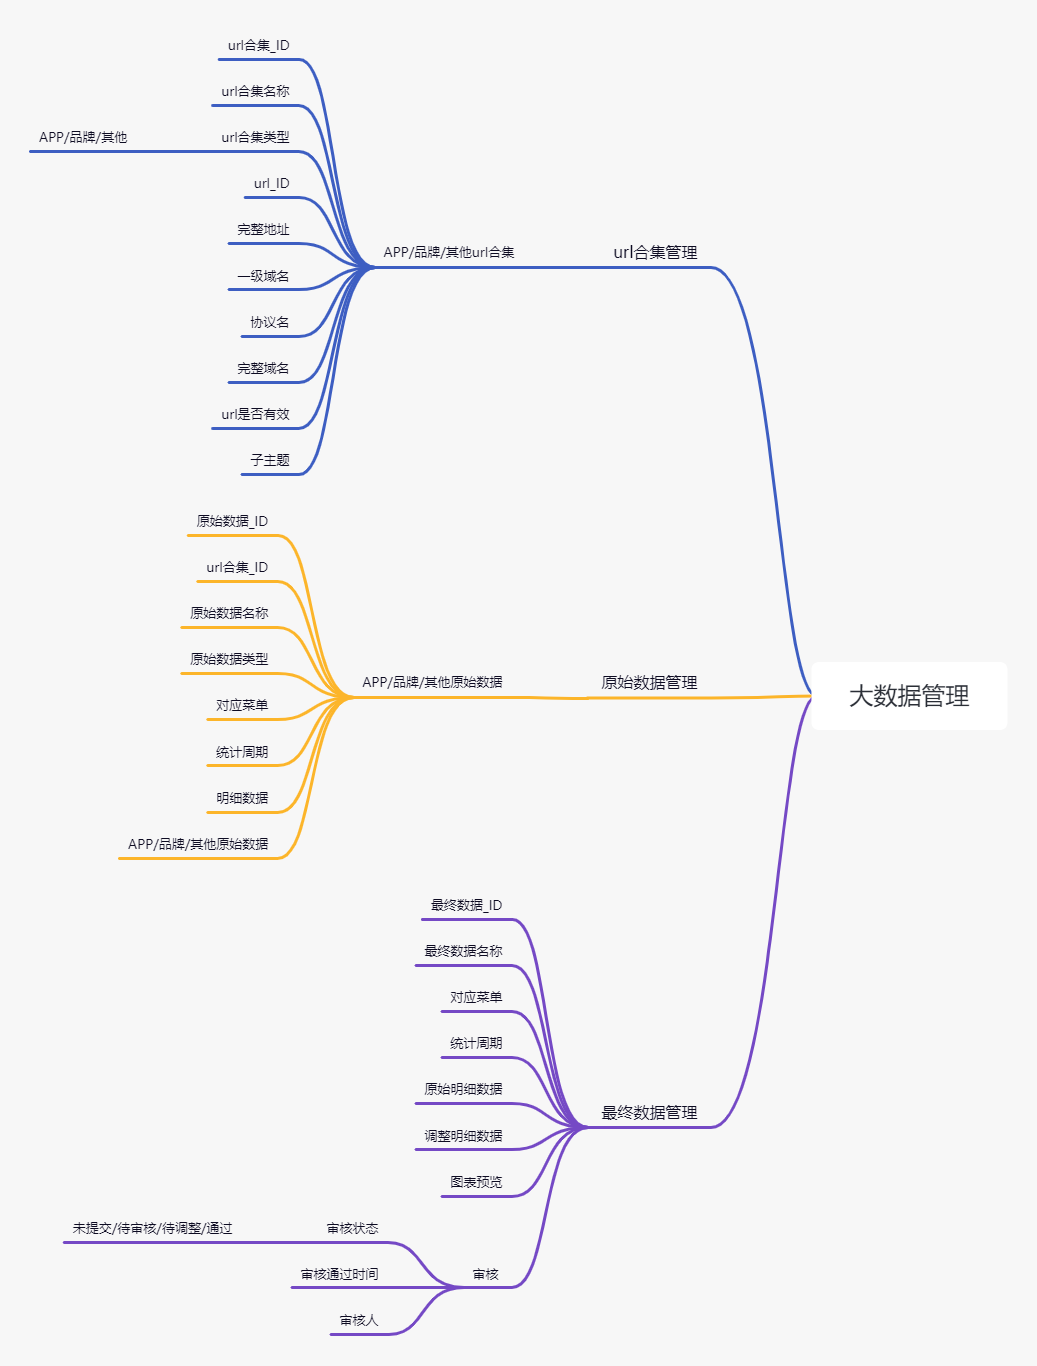 大数据管理
url合集管理
APP/品牌/其他url合集
url合集_ID
url合集名称
url合集类型
APP/品牌/其他
url_ID
完整地址
一级域名
协议名
完整域名
url是否有效
子主题
原始数据管理
APP/品牌/其他原始数据
原始数据_ID
url合集_ID
原始数据名称
原始数据类型
对应菜单
统计周期
明细数据
APP/品牌/其他原始数据
最终数据管理
最终数据_ID
最终数据名称
对应菜单
统计周期
原始明细数据
调整明细数据
图表预览
审核
审核状态
未提交/待审核/待调整/通过
审核通过时间
审核人